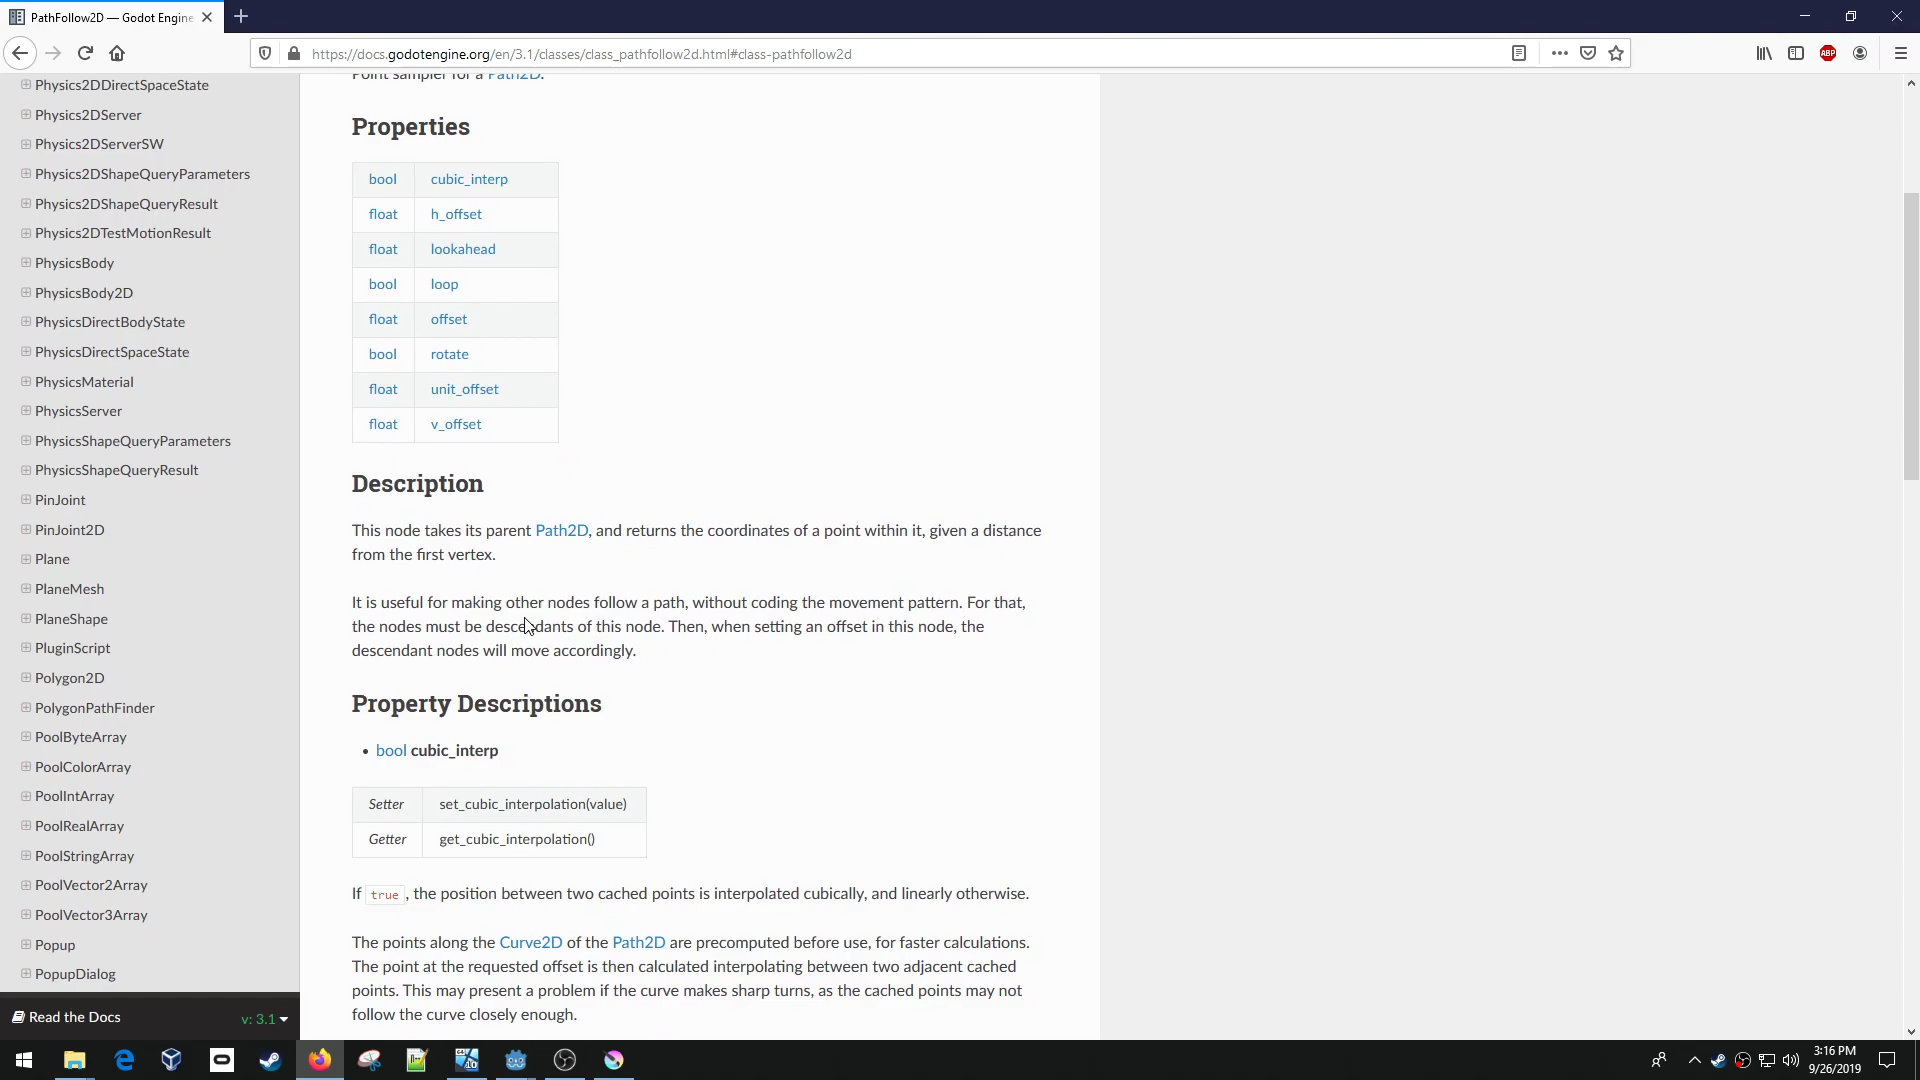 PathFollow2D — Godot Engine
https://docs.godotengine.org/en/3.1/classes/class_pathfollow2d.html#class-pathfollow2d
ABP
Physics2DDirectSpaceState
Physics2DServer
Physics2DServerSW
Physics2DShapeQueryParameters
Physics2DShapeQueryResult
Physics2DTestMotionResult
PhysicsBody
PhysicsBody2D
PhysicsDirectBodyState
PhysicsDirectSpaceState
PhysicsMaterial
PhysicsServer
PhysicsShapeQueryParameters
PhysicsShapeQueryResult
PinJoint
PinJoint2D
Plane
PlaneMesh
PlaneShape
PluginScript
Polygon2D
PolygonPathFinder
PoolByteArray
PoolColorArray
PoolIntArray
PoolRealArray
PoolStringArray
PoolVector2Array
PoolVector3Array
Popup
PopupDialog
Read the Docs
v: 3.1
Point sampler for a Path2D.
Properties
bool cubic_interp
float h_offset
float lookahead
bool loop
float offset
bool rotate
float unit_offset
float v_offset
Description
This node takes its parent Path2D, and returns the coordinates of a point within it, given a distance
from the first vertex.
It is useful for making other nodes follow a path, without coding the movement pattern. For that,
the nodes must be descendants of this node. Then, when setting an offset in this node, the
descendant nodes will move accordingly.
Property Descriptions
• bool cubic_interp
Setter set_cubic_interpolation(value)
Getter get_cubic_interpolation()
If true, the position between two cached points is interpolated cubically, and linearly otherwise.
The points along the Curve2D of the Path2D are precomputed before use, for faster calculations.
The point at the requested offset is then calculated interpolating between two adjacent cached
points. This may present a problem if the curve makes sharp turns, as the cached points may not
follow the curve closely enough.
3:16 PM
9/26/2019